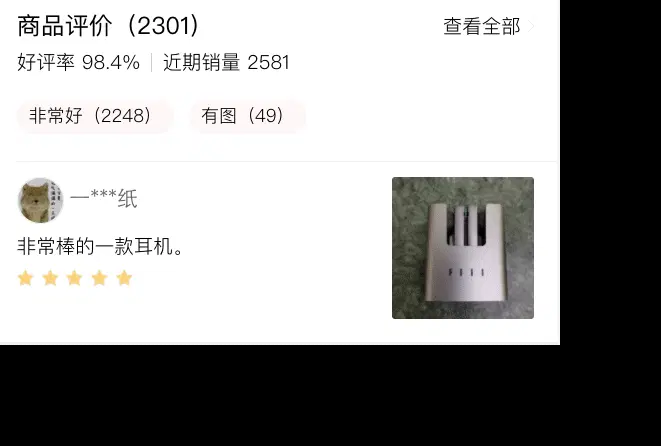 商品评价（2301） 查看全部
好评率 98.4% 近期销量 2581
非常好（2248） 有图（49）
一***纸
非常棒的一款耳机。